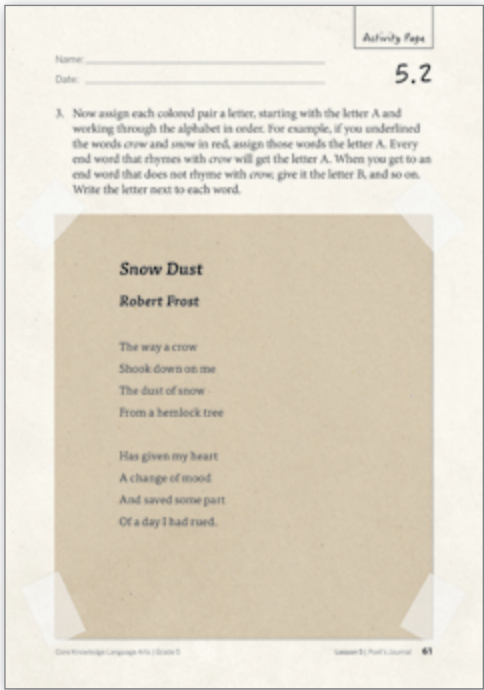 Activity Page
Name:
Date:
5.2
3. Now assign each colored pair a letter, starting with the letter A and
working through the alphabet in order. For example, if you underlined
the words crow and snow in red, assign those words the letter A. Every
end word that rhymes with crow will get the letter A. When you get to an
end word that does not rhyme with crow, give it the letter B, and so on.
Write the letter next to each word.
Snow Dust
Robert Frost
The way a crow
Shook down on me
The dust of snow
From a hemlock tree
Has given my heart
A change of mood
And saved some part
Of a day I had rued.
Core Knowledge Language Arts | Grade 5
Lesson 5 | Poet's Journal 61